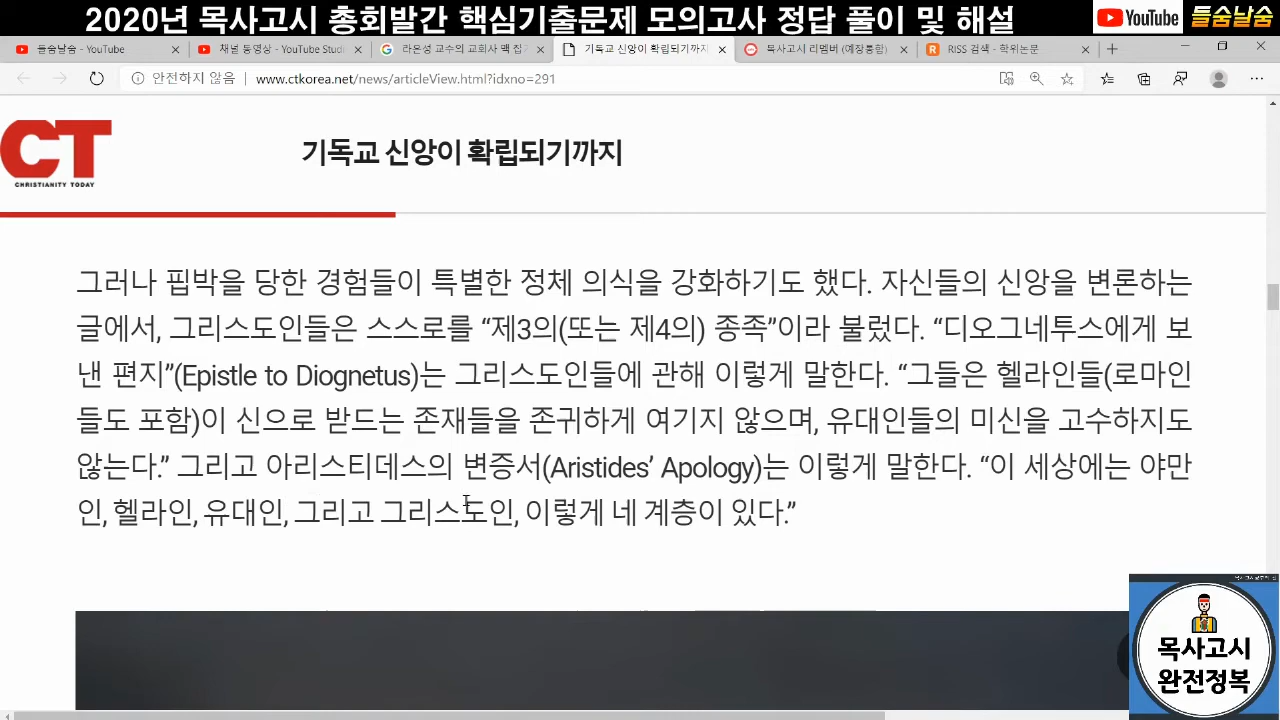 2020년 목사고시 총회발간 핵심기출문제 모의고사 정답 풀이 및 해설
YouTube 들숨날숨
들숨날숨 - YouTube
채널 동영상 - YouTube Stud
라은성 교수의 교회사 맥 잡
기독교 신앙이 확립되기까지
목사고시 리멤버 (예장통합)
RISS 검색 - 학위논문
안전하지 않음 www.ctkorea.net/news/articleView.html?idxno=291
CT
CHRISTIANITY TODAY
기독교 신앙이 확립되기까지
그러나 핍박을 당한 경험들이 특별한 정체 의식을 강화하기도 했다. 자신들의 신앙을 변론하는
글에서, 그리스도인들은 스스로를 “제3의(또는 제4의) 종족”이라 불렀다. “디오그네투스에게 보
낸 편지”(Epistle to Diognetus)는 그리스도인들에 관해 이렇게 말한다. “그들은 헬라인들(로마인
들도 포함)이 신으로 받드는 존재들을 존귀하게 여기지 않으며, 유대인들의 미신을 고수하지도
않는다.” 그리고 아리스티데스의 변증서(Aristides’ Apology)는 이렇게 말한다. “이 세상에는 야만
인, 헬라인, 유대인, 그리고 그리스도인, 이렇게 네 계층이 있다.”
목사고시
완전정복